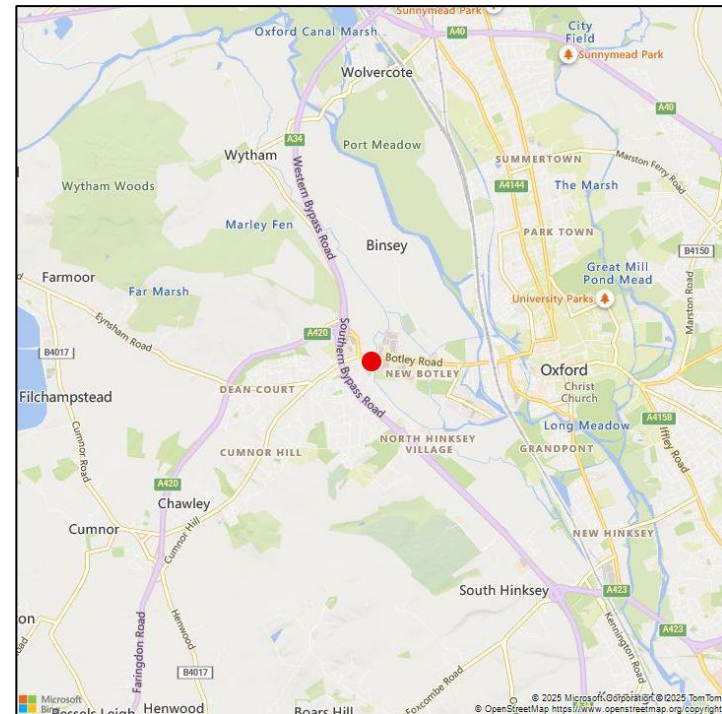 Sunnymead Park
Oxford Canal Marsh
A40
City
Field
Sunnymead Park
Wolvercote
A40
A34
Port Meadow
Wytham
SUMMERTOWN
Marston Ferry Road
Wytham Woods
A4144
The Marsh
Western Bypass Road
Marley Fen
PARK TOWN
Binsey
B4150
Great Mill
Pond Mead
Farmoor
Far Marsh
University Parks
Marston Road
Eynsham Road
A420
Southern Bypass Road
B4017
Botley Road
NEW BOTLEY
Oxford
Christ
Church
DEAN COURT
Filchampstead
A4158
Long Meadow
Iffley Road
Cumnor Road
NORTH HINKSEY
VILLAGE
GRANDPONT
CUMNOR HILL
A420
Chawley
Cumnor
Cumnor Hill
NEW HINKSEY
South Hinksey
A423
Henwood
Faringdon Road
A423
Kennington Road
B4017
Foxcombe Road
Microsoft
Bing
Boars Hill
© 2025 Microsoft Corporation © 2025 TomTom
© OpenStreetMap https://www.openstreetmap.org/copyright